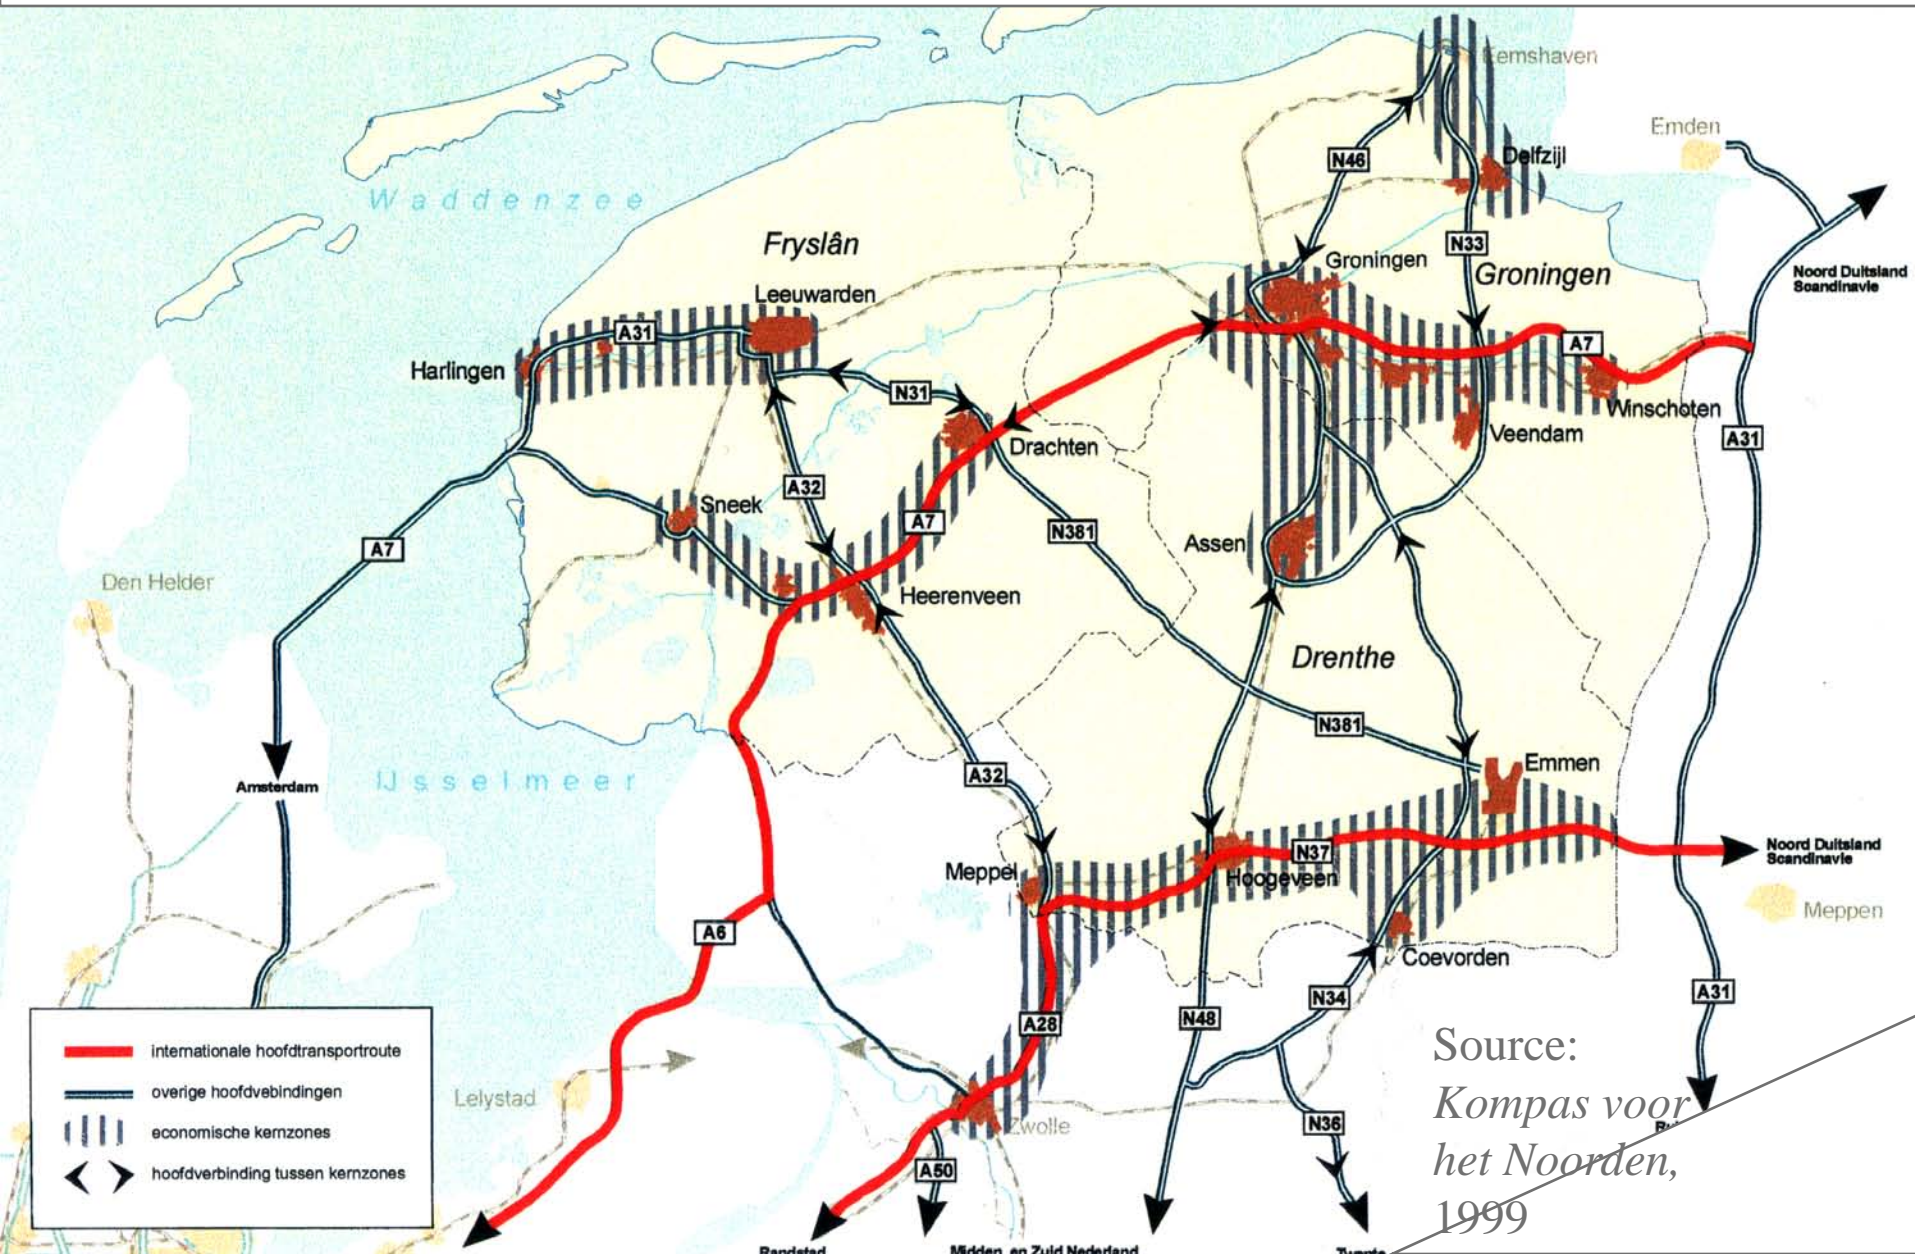 Eemshaven
Emden
N46
Delfzijl
Waddenzee
Fryslân
N33
Groningen
Groningen
Noord Duitsland
Scandinavie
Leeuwarden
A31
A7
Harlingen
N31
Winschoten
Drachten
Veendam
A31
A32
Sneek
A7
N381
Assen
A7
Den Helder
Heerenveen
Drenthe
N381
Emmen
IJsselmeer
A32
Amsterdam
Noord Duitsland
Scandinavie
N37
Meppel
Hoogeveen
Meppen
A6
Coevorden
A31
N34
N48
A28
internationale hoofdtransportroute
overige hoofdvebindingen
economische kernzones
hoofdverbinding tussen kernzones
Lelystad
Zwolle
N36
A50
Source:
Kompas voor
het Noorden,
1999
Randstad
Midden en Zuid Nederland
Twente